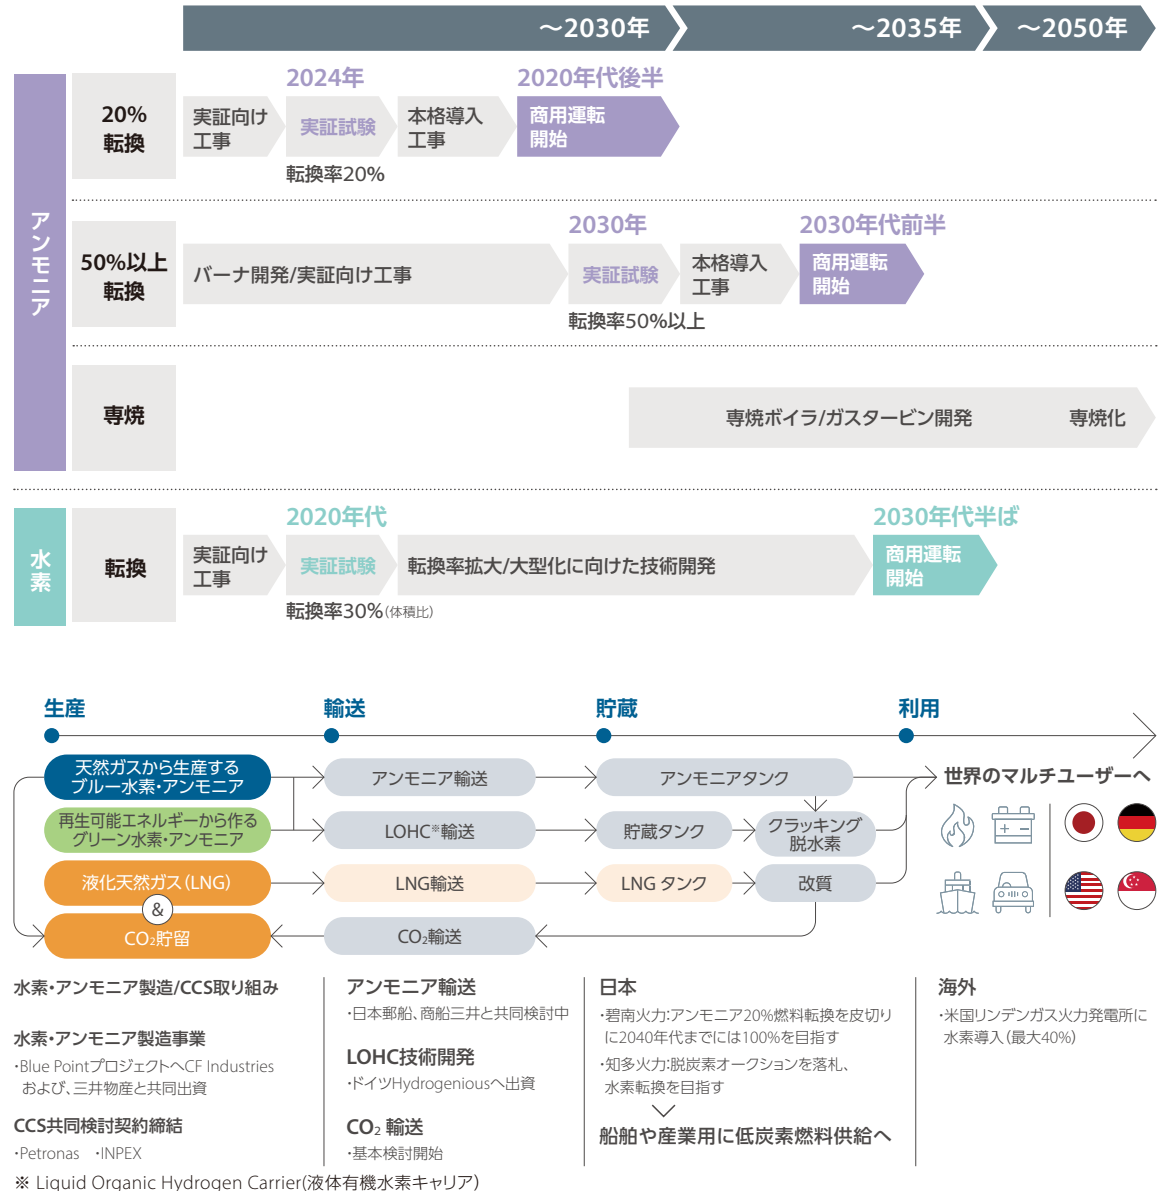 ～2030年
～2035年
～2050年
アンモニア
20%
転換
実証向け
工事
2024年
実証試験
転換率20%
本格導入
工事
2020年代後半
商用運転
開始
50%以上
転換
バーナ開発/実証向け工事
2030年
実証試験
転換率50%以上
本格導入
工事
2030年代前半
商用運転
開始
専焼
専焼ボイラ/ガスタービン開発
専焼化
水素
転換
実証向け
工事
2020年代
実証試験
転換率30%(体積比)
転換率拡大/大型化に向けた技術開発
2030年代半ば
商用運転
開始
生産
輸送
貯蔵
利用
天然ガスから生産する
ブルー水素・アンモニア
アンモニア輸送
アンモニアタンク
世界のマルチユーザーへ
再生可能エネルギーから作る
グリーン水素・アンモニア
LOHC※輸送
貯蔵タンク
クラッキング
脱水素
液化天然ガス(LNG)
LNG輸送
LNG タンク
改質
&
CO₂貯留
CO₂輸送
水素・アンモニア製造/CCS取り組み
水素・アンモニア製造事業
・Blue PointプロジェクトへCF Industries
および、三井物産と共同出資
CCS共同検討契約締結
・Petronas ・INPEX
アンモニア輸送
・日本郵船、商船三井と共同検討中
LOHC技術開発
・ドイツHydrogeniousへ出資
CO₂ 輸送
・基本検討開始
日本
・碧南火力:アンモニア20%燃料転換を皮切り
に2040年代までには100%を目指す
・知多火力:脱炭素オークションを落札、
水素転換を目指す
船舶や産業用に低炭素燃料供給へ
海外
・米国リンデンガス火力発電所に
水素導入(最大40%)
※ Liquid Organic Hydrogen Carrier(液体有機水素キャリア)